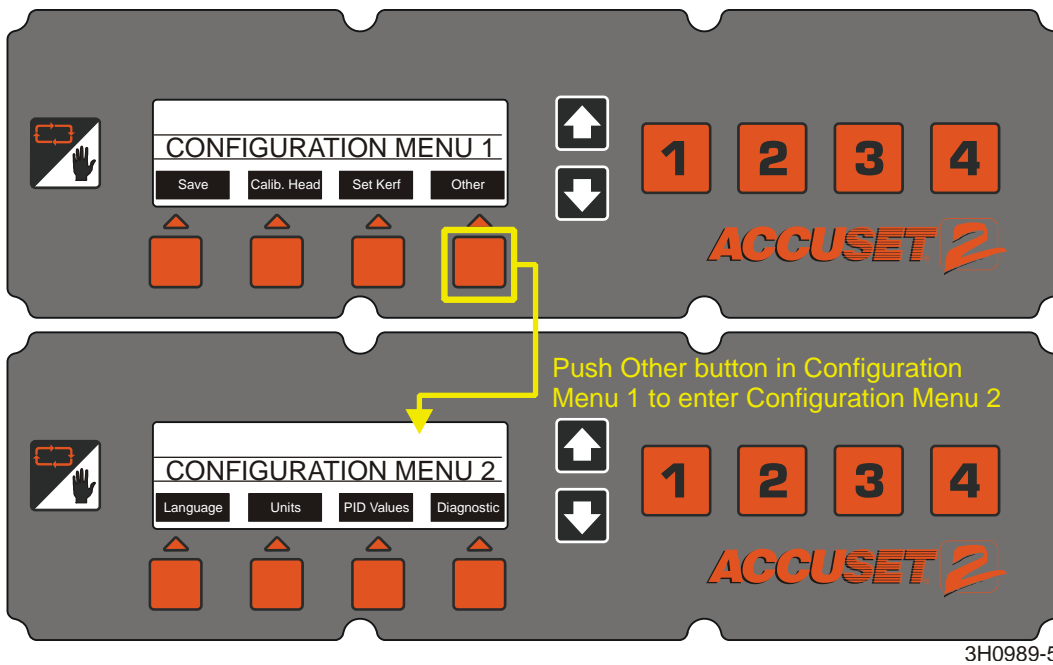 CONFIGURATION MENU 1
Save Calib. Head Set Kerf Other
1 2 3 4
ACCUSET 2
Push Other button in Configuration
Menu 1 to enter Configuration Menu 2
CONFIGURATION MENU 2
Language Units PID Values Diagnostic
1 2 3 4
ACCUSET 2
3H0989-5